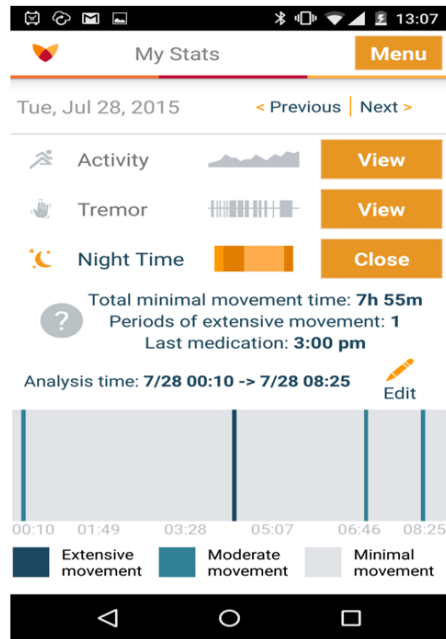 13:07
My Stats
Menu
Tue, Jul 28, 2015
< Previous | Next >
Activity
View
Tremor
View
Night Time
Close
?
Total minimal movement time: 7h 55m
Periods of extensive movement: 1
Last medication: 3:00 pm
Analysis time: 7/28 00:10 -> 7/28 08:25
Edit
00:10 01:49 03:28 05:07 06:46 08:25
Extensive movement
Moderate movement
Minimal movement